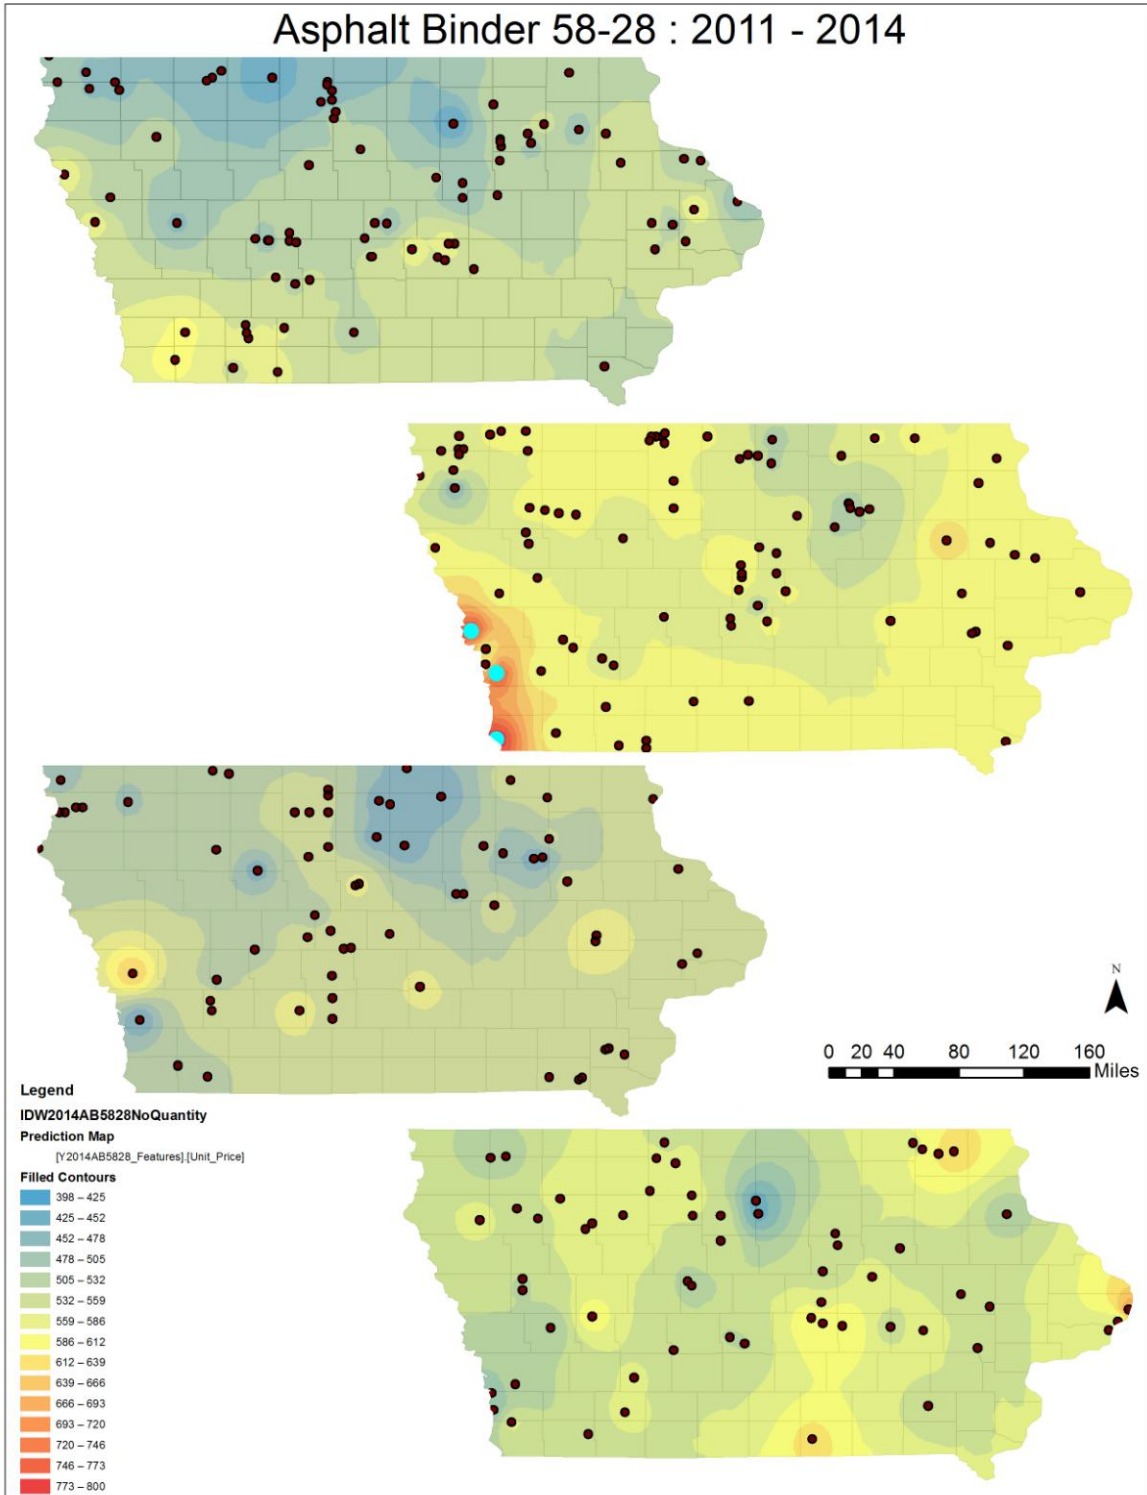 Asphalt Binder 58-28 : 2011 - 2014
N
0 20 40 80 120 160
Miles
Legend
IDW2014AB5828NoQuantity
Prediction Map
[Y2014AB5828_Features].[Unit_Price]
Filled Contours
398 – 425
425 – 452
452 – 478
478 – 505
505 – 532
532 – 559
559 – 586
586 – 612
612 – 639
639 – 666
666 – 693
693 – 720
720 – 746
746 – 773
773 – 800